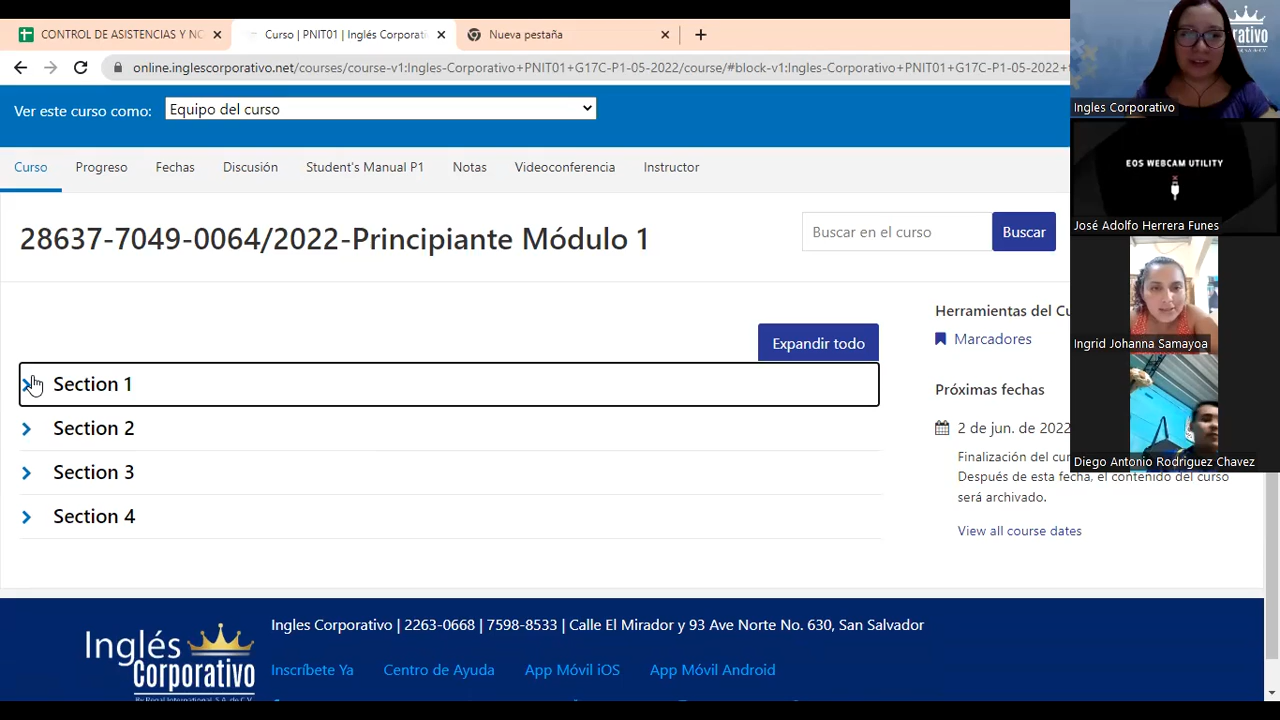 CONTROL DE ASISTENCIAS Y NC
Curso | PNIT01 | Inglés Corporati
Nueva pestaña
online.inglescorporativo.net/courses/course-v1:Ingles-Corporativo+PNIT01+G17C-P1-05-2022/course/#block-v1:Ingles-Corporativo+PNIT01+G17C-P1-05-2022+
Ver este curso como:
Equipo del curso
Curso
Progreso
Fechas
Discusión
Student's Manual P1
Notas
Videoconferencia
Instructor
28637-7049-0064/2022-Principiante Módulo 1
Buscar en el curso
Buscar
Expandir todo
Section 1
Section 2
Section 3
Section 4
Herramientas del Cu
Marcadores
Próximas fechas
2 de jun. de 2022
Finalización del cur
Después de esta fecha, el contenido del curso
será archivado.
View all course dates
Ingles Corporativo
EOS WEBCAM UTILITY
José Adolfo Herrera Funes
Ingrid Johanna Samayoa
Diego Antonio Rodriguez Chavez
Inglés
Corporativo
By Regal International, S.A. de C.V.
Ingles Corporativo | 2263-0668 | 7598-8533 | Calle El Mirador y 93 Ave Norte No. 630, San Salvador
Inscríbete Ya
Centro de Ayuda
App Móvil iOS
App Móvil Android